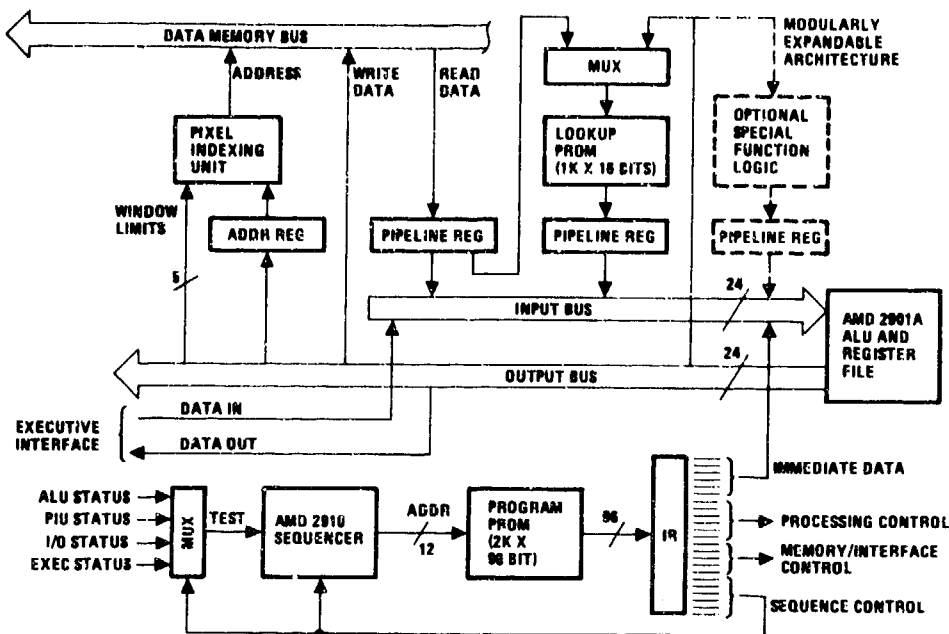 DATA MEMORY BUS
ADDRESS
WRITE
DATA
READ
DATA
MUX
MODULARLY
EXPANDABLE
ARCHITECTURE
PIXEL
INDEXING
UNIT
LOOKUP
PROM
(1K X 16 BITS)
OPTIONAL
SPECIAL
FUNCTION
LOGIC
WINDOW
LIMITS
ADDR REG
PIPELINE REG
PIPELINE REG
PIPELINE REG
5
24
INPUT BUS
AMD 2901A
ALU AND
REGISTER
FILE
24
OUTPUT BUS
EXECUTIVE
INTERFACE
DATA IN
DATA OUT
IMMEDIATE DATA
ALU STATUS
PIU STATUS
I/O STATUS
EXEC STATUS
MUX
TEST
AMD 2910
SEQUENCER
ADDR
12
PROGRAM
PROM
(2K X
96 BIT)
96
IR
PROCESSING CONTROL
MEMORY/INTERFACE
CONTROL
SEQUENCE CONTROL